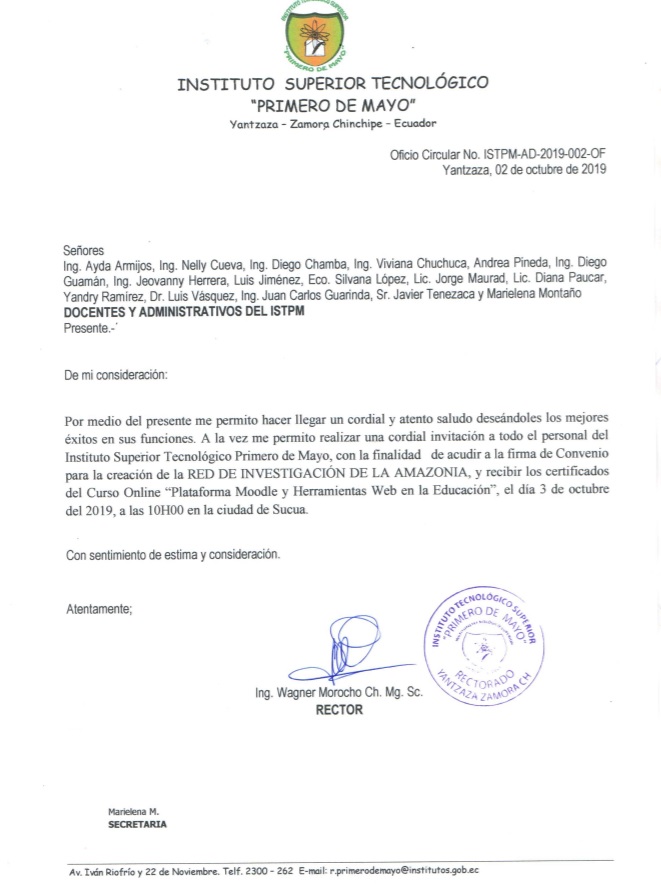 INSTITUTO TECNOLÓGICO SUPERIOR
"PRIMERO DE MAYO"
INSTITUTO SUPERIOR TECNOLÓGICO
"PRIMERO DE MAYO"
Yantzaza – Zamora Chinchipe – Ecuador
Oficio Circular No. ISTPM-AD-2019-002-OF
Yantzaza, 02 de octubre de 2019
Señores
Ing. Ayda Armijos, Ing. Nelly Cueva, Ing. Diego Chamba, Ing. Viviana Chuchuca, Andrea Pineda, Ing. Diego
Guamán, Ing. Jeovanny Herrera, Luis Jiménez, Eco. Silvana López, Lic. Jorge Maurad, Lic. Diana Paucar,
Yandry Ramírez, Dr. Luis Vásquez, Ing. Juan Carlos Guarinda, Sr. Javier Tenezaca y Marielena Montaño
DOCENTES Y ADMINISTRATIVOS DEL ISTPM
Presente.-
De mi consideración:
Por medio del presente me permito hacer llegar un cordial y atento saludo deseándoles los mejores
éxitos en sus funciones. A la vez me permito realizar una cordial invitación a todo el personal del
Instituto Superior Tecnológico Primero de Mayo, con la finalidad de acudir a la firma de Convenio
para la creación de la RED DE INVESTIGACIÓN DE LA AMAZONIA, y recibir los certificados
del Curso Online “Plataforma Moodle y Herramientas Web en la Educación”, el día 3 de octubre
del 2019, a las 10H00 en la ciudad de Sucua.
Con sentimiento de estima y consideración.
Atentamente;
INSTITUTO TECNOLÓGICO SUPERIOR
"PRIMERO DE MAYO"
RECTORADO
YANTZAZA ZAMORA CH
Ing. Wagner Morocho Ch. Mg. Sc.
RECTOR
Marielena M.
SECRETARIA
Av. Iván Riofrío y 22 de Noviembre. Telf. 2300 - 262 E-mail: r.primerodemayo@institutos.gob.ec